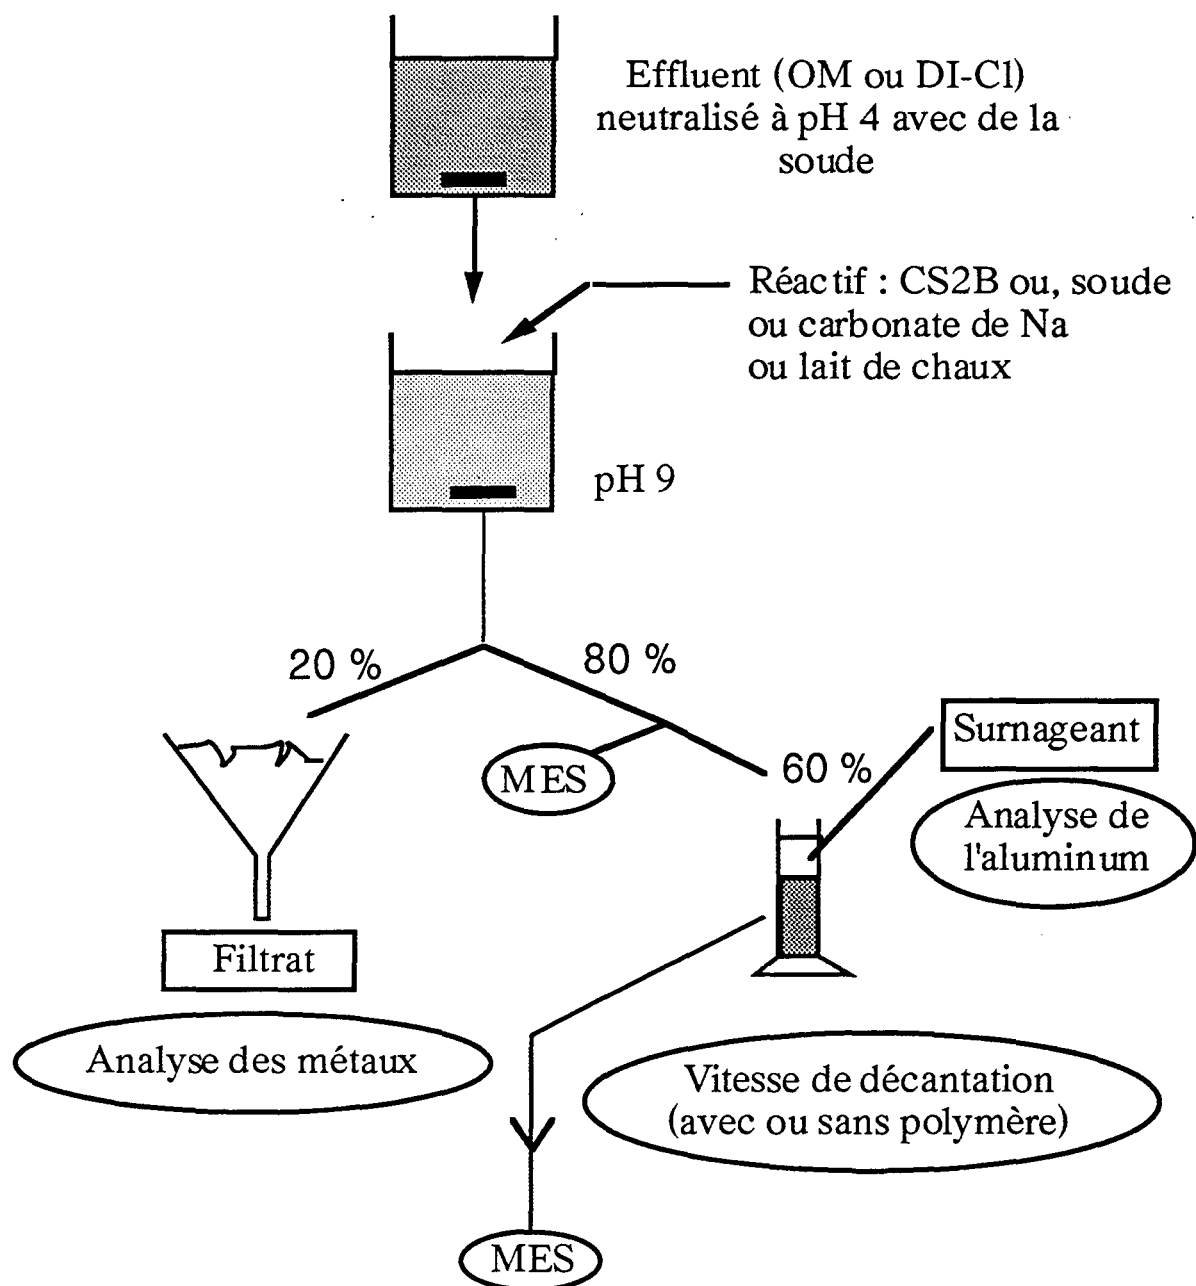 Effluent (OM ou DI-Cl)
neutralisé à pH 4 avec de la
soude
Réactif : CS2B ou, soude
ou carbonate de Na
ou lait de chaux
pH 9
20 %
80 %
MES
60 %
Surnageant
Analyse de
l'aluminum
Filtrat
Analyse des métaux
Vitesse de décantation
(avec ou sans polymère)
MES